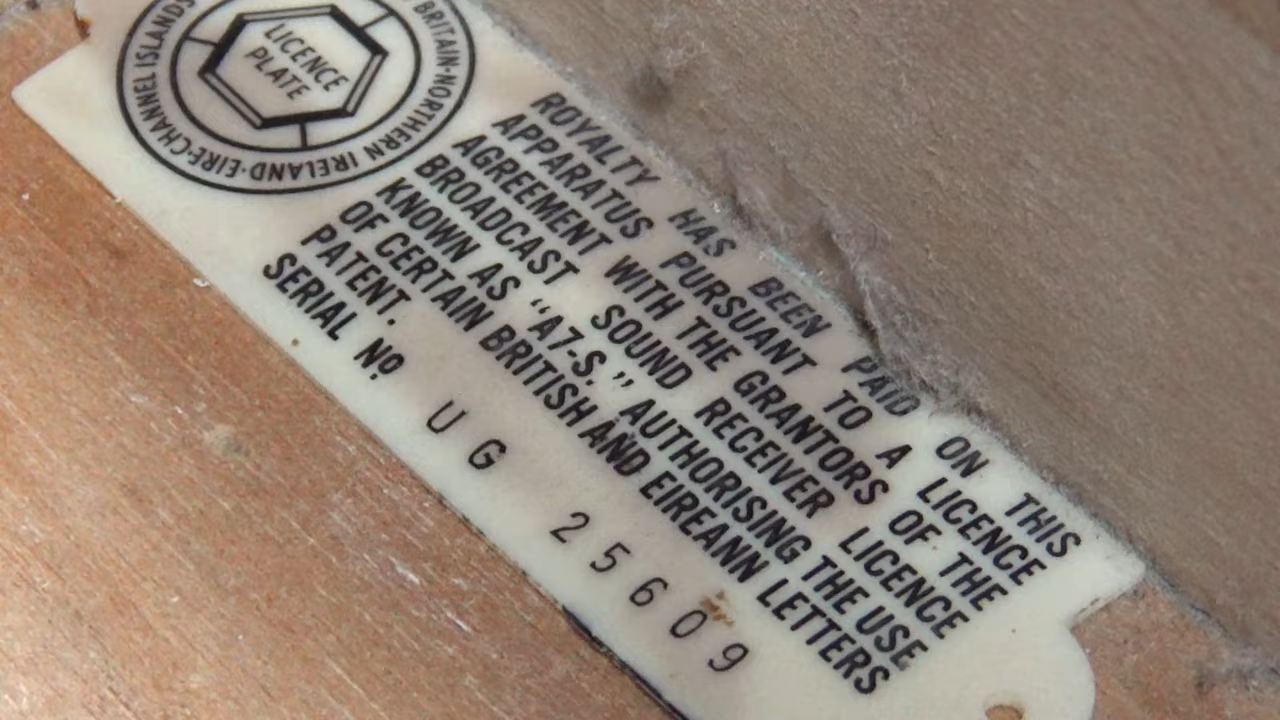 BRITAIN·NORTHERN IRELAND·EIRE·CHANNEL ISLANDS
LICENCE
PLATE
ROYALTY HAS BEEN PAID ON THIS
APPARATUS PURSUANT TO A LICENCE
AGREEMENT WITH THE GRANTORS OF THE
BROADCAST SOUND RECEIVER LICENCE
KNOWN AS “A7-S.” AUTHORISING THE USE
OF CERTAIN BRITISH AND EIREANN LETTERS
PATENT.
SERIAL Nº UG 25609